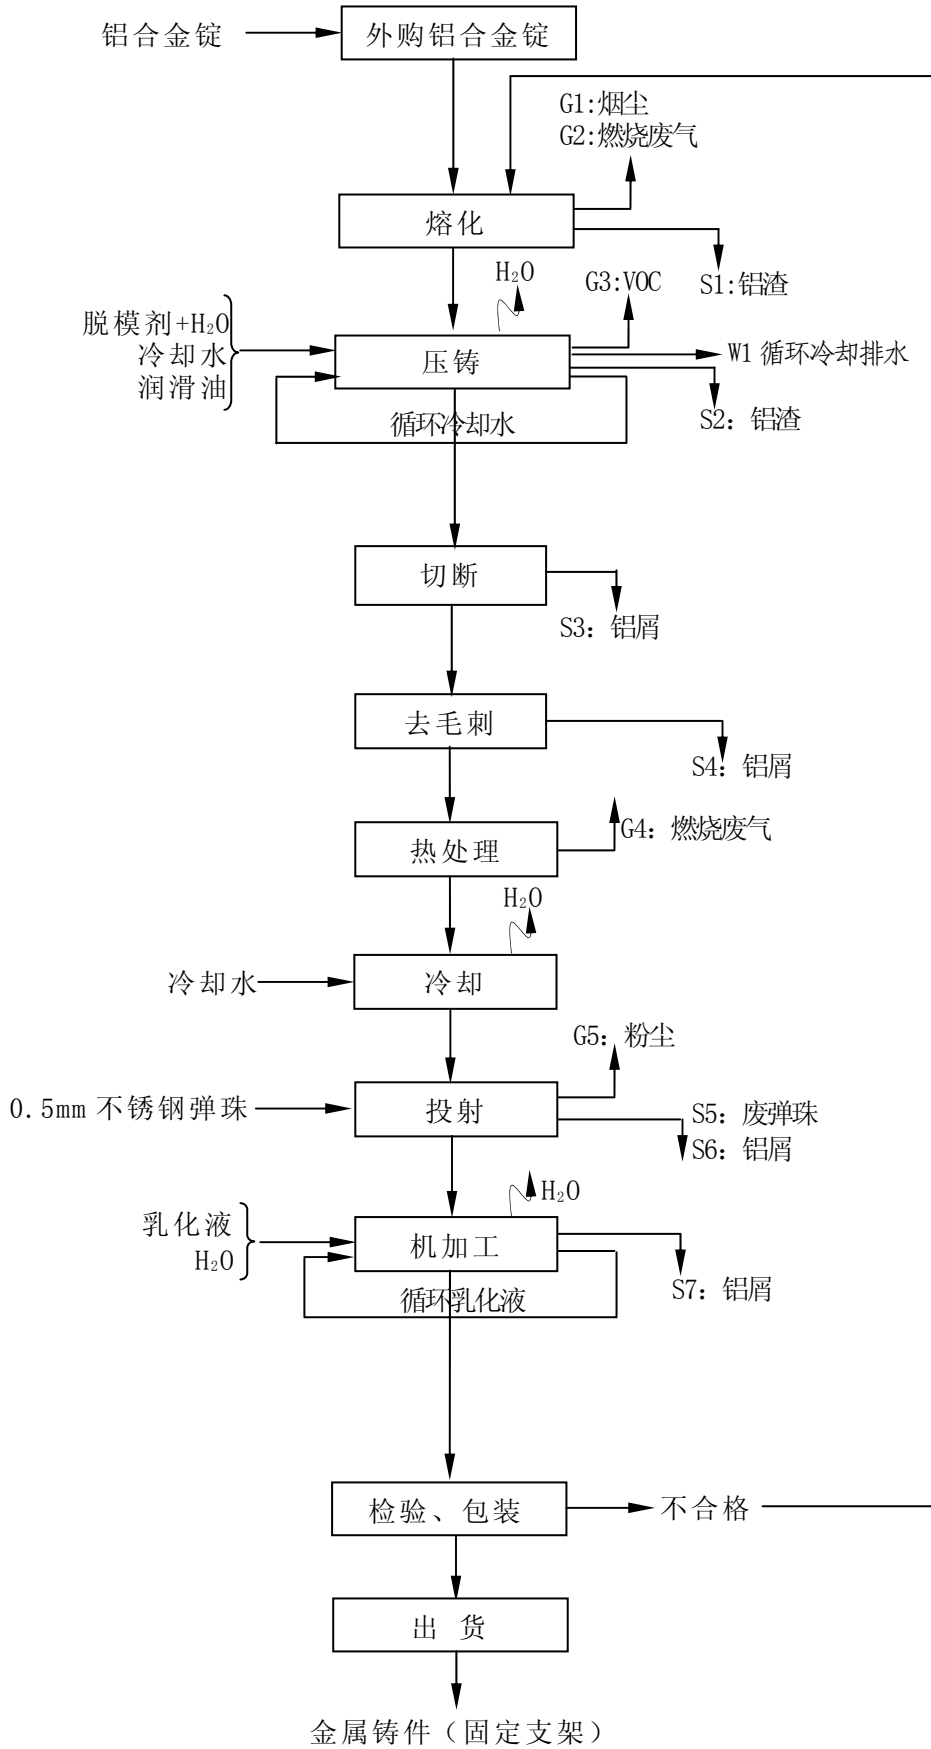 铝合金锭
外购铝合金锭
G1:烟尘
G2:燃烧废气
熔化
S1:铝渣
H₂O
G3:VOC
脱模剂+H₂O
冷却水
润滑油
压铸
W1 循环冷却排水
S2：铝渣
循环冷却水
切断
S3：铝屑
去毛刺
S4：铝屑
热处理
G4：燃烧废气
H₂O
冷却水
冷却
G5：粉尘
0.5mm 不锈钢弹珠
投射
S5：废弹珠
S6：铝屑
H₂O
乳化液
H₂O
机加工
S7：铝屑
循环乳化液
检验、包装
不合格
出 货
金属铸件（固定支架）